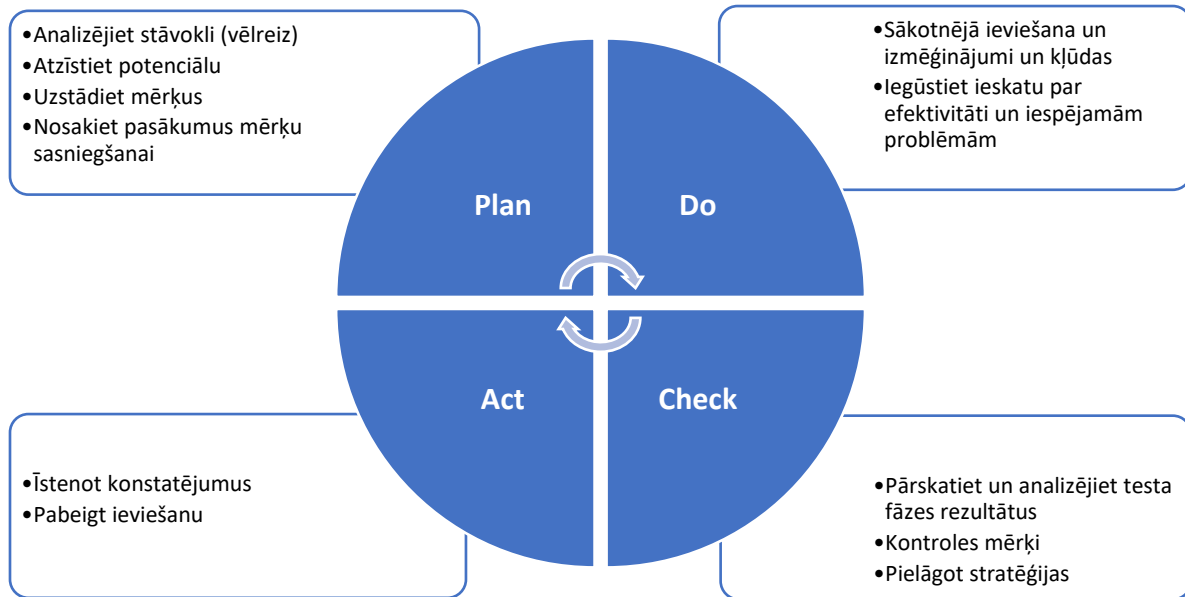 •Analizējiet stāvokli (vēlreiz)
•Atzīstiet potenciālu
•Uzstādiet mērķus
•Nosakiet pasākumus mērķu
sasniegšanai
•Sākotnējā ieviešana un
izmēģinājumi un kļūdas
•Iegūstiet ieskatu par
efektivitāti un iespējamām
problēmām
Plan
Do
Act
Check
•Īstenot konstatējumus
•Pabeigt ieviešanu
•Pārskatiet un analizējiet testa
fāzes rezultātus
•Kontroles mērķi
•Pielāgot stratēģijas